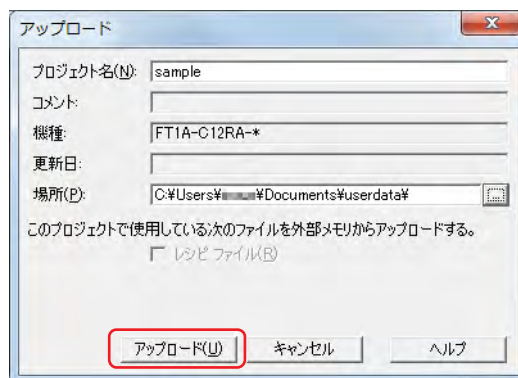 アップロード
プロジェクト名(N): sample
コメント:
機種: FT1A-C12RA-*
更新日:
場所(P): C:¥Users¥ ¥Documents¥userdata¥ ...
このプロジェクトで使用している次のファイルを外部メモリからアップロードする。
レシピ ファイル(R)
アップロード(U) キャンセル ヘルプ